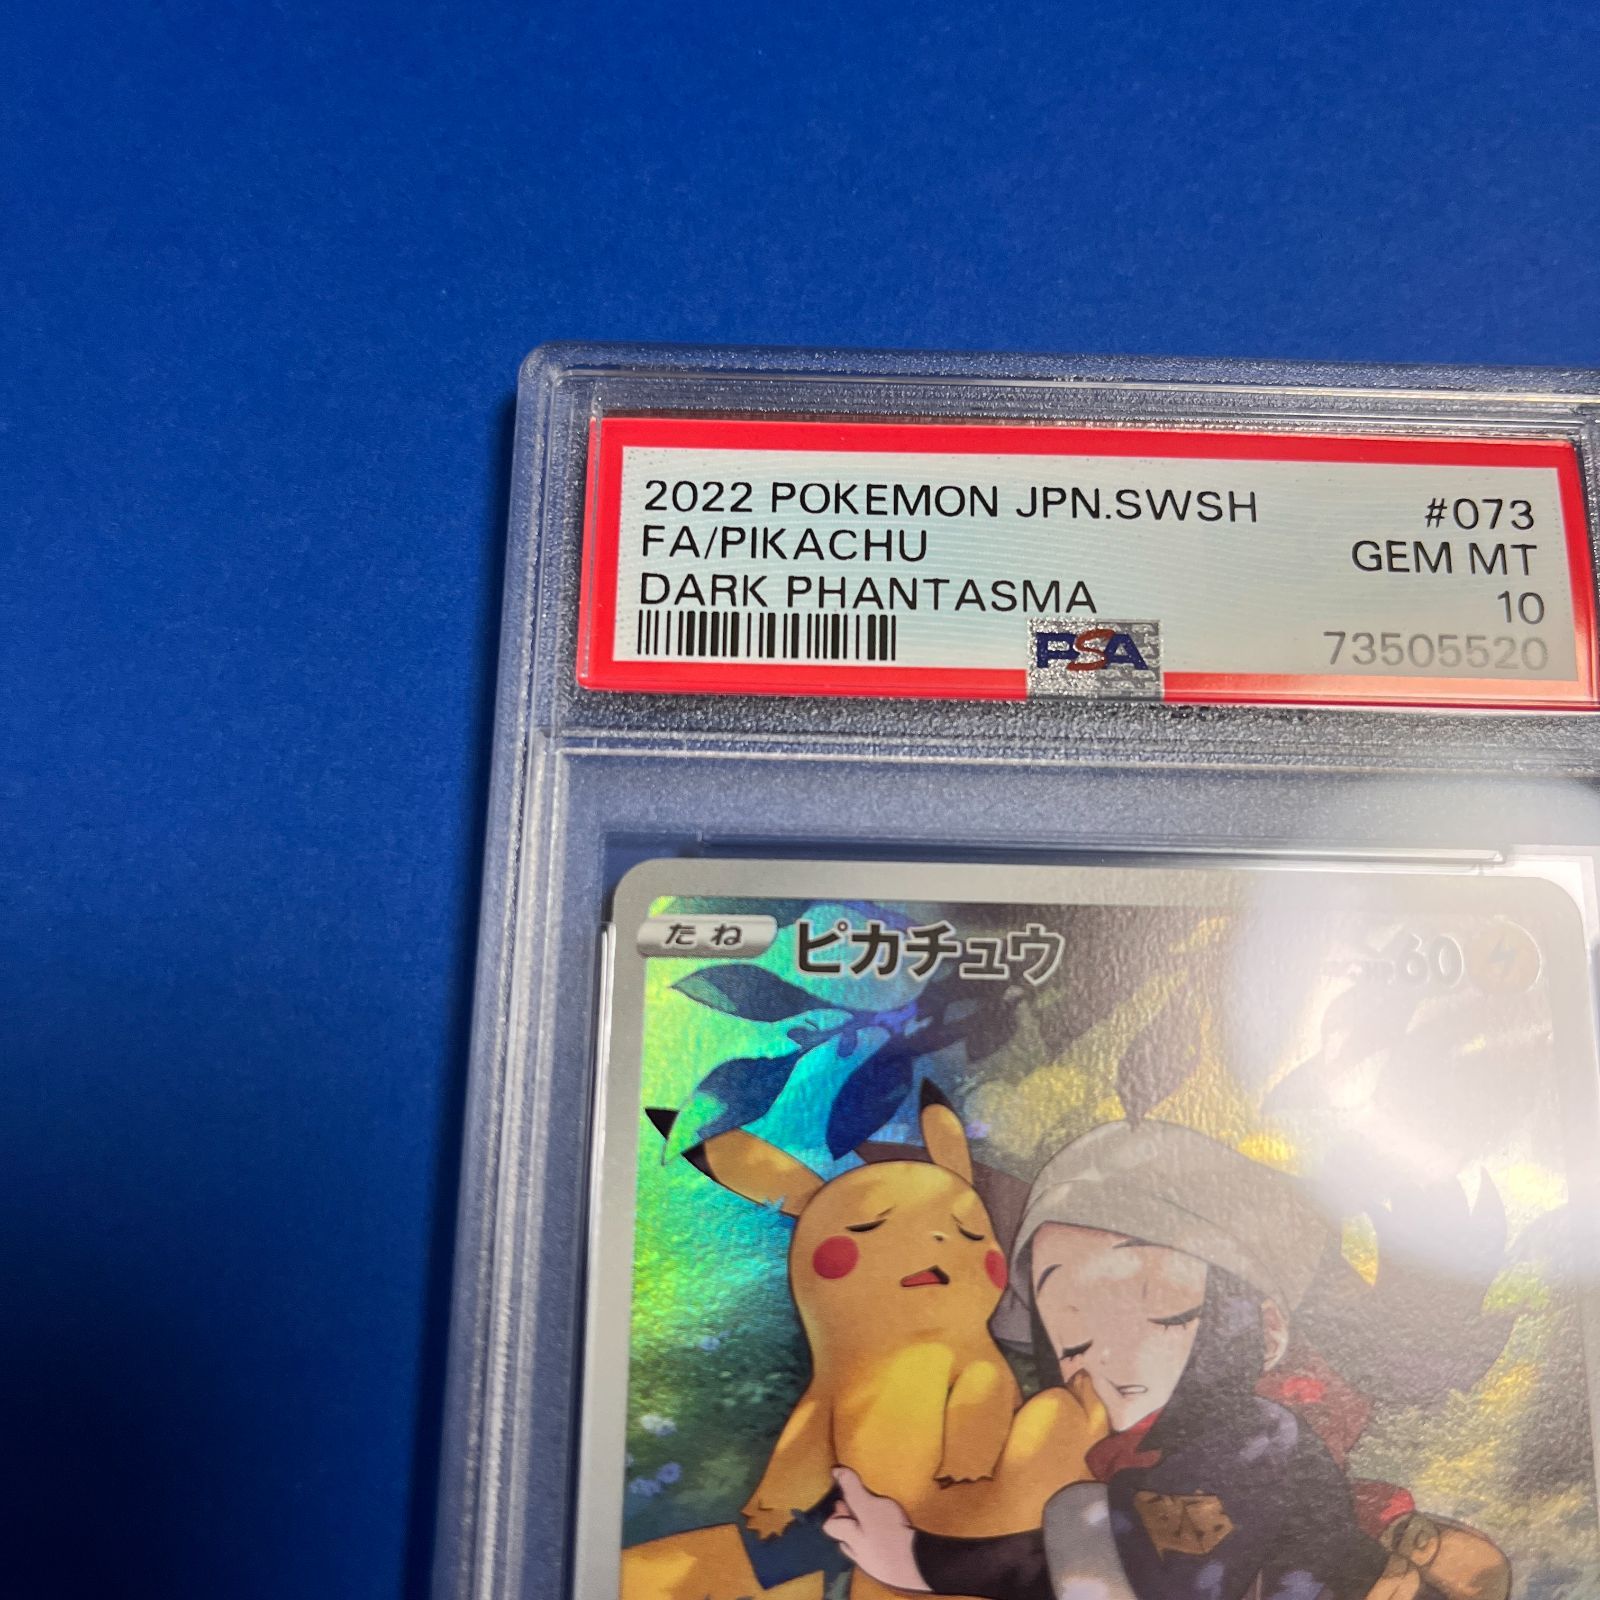 2022 POKEMON JPN.SWSH #073
FA/PIKACHU GEM MT
DARK PHANTASMA 10
PSA 73505520
たね ピカチュウ HP60